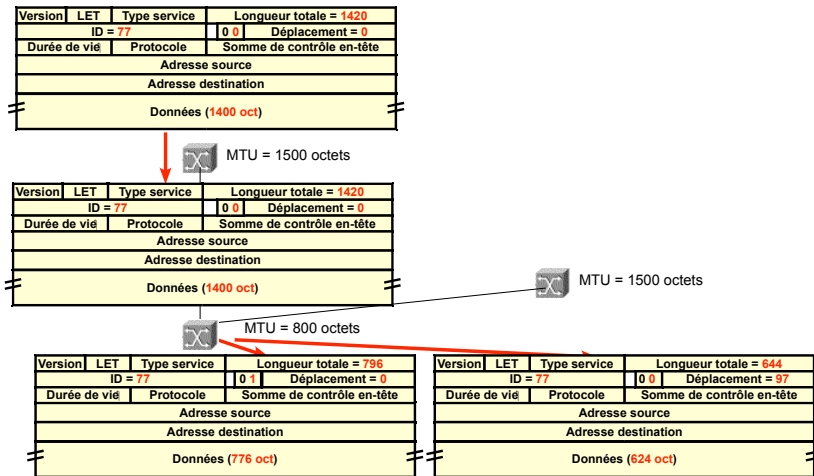 Version LET Type service Longueur totale = 1420
ID = 77 0 0 Déplacement = 0
Durée de vie Protocole Somme de contrôle en-tête
Adresse source
Adresse destination
Données (1400 oct)
MTU = 1500 octets
Version LET Type service Longueur totale = 1420
ID = 77 0 0 Déplacement = 0
Durée de vie Protocole Somme de contrôle en-tête
Adresse source
Adresse destination
Données (1400 oct)
MTU = 1500 octets
MTU = 800 octets
Version LET Type service Longueur totale = 796
ID = 77 0 1 Déplacement = 0
Durée de vie Protocole Somme de contrôle en-tête
Adresse source
Adresse destination
Données (776 oct)
Version LET Type service Longueur totale = 644
ID = 77 0 0 Déplacement = 97
Durée de vie Protocole Somme de contrôle en-tête
Adresse source
Adresse destination
Données (624 oct)